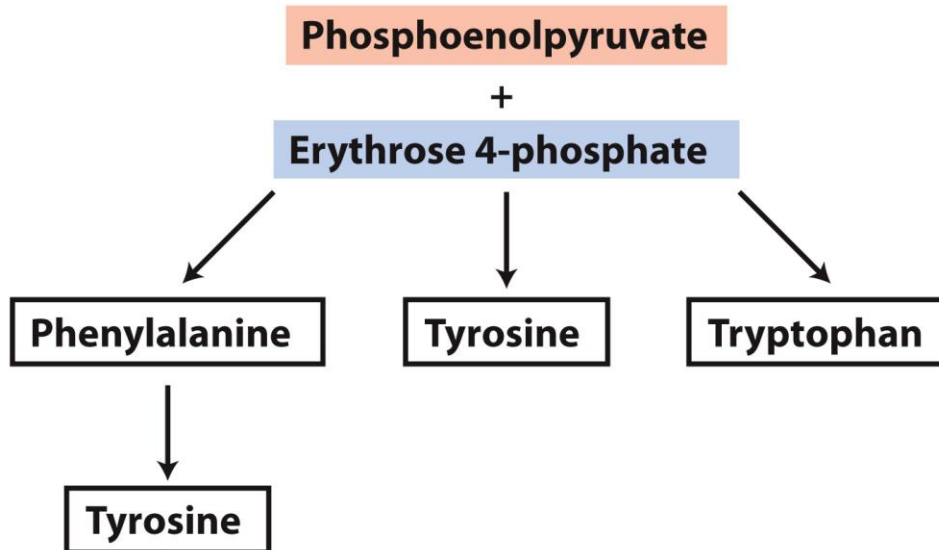 Phosphoenolpyruvate
+
Erythrose 4-phosphate
Phenylalanine
Tyrosine
Tryptophan
Tyrosine